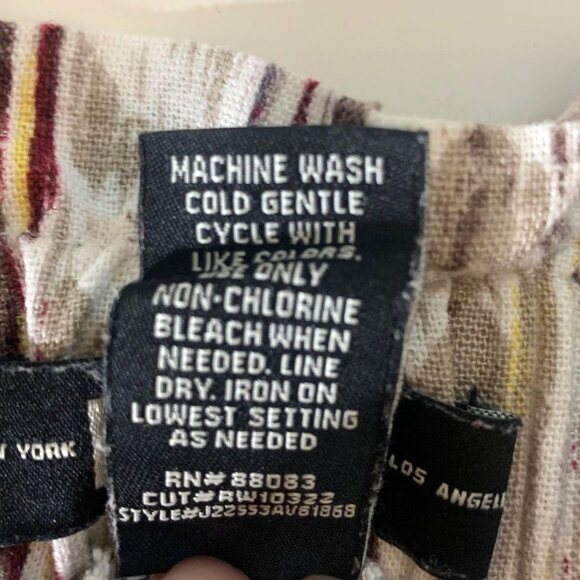 MACHINE WASH
COLD GENTLE
CYCLE WITH
LIKE COLORS.
USE ONLY
NON-CHLORINE
BLEACH WHEN
NEEDED. LINE
DRY. IRON ON
LOWEST SETTING
AS NEEDED
RN# 88083
CUT#RW10322
STYLE#J22553AV61868
YORK
LOS ANGEL